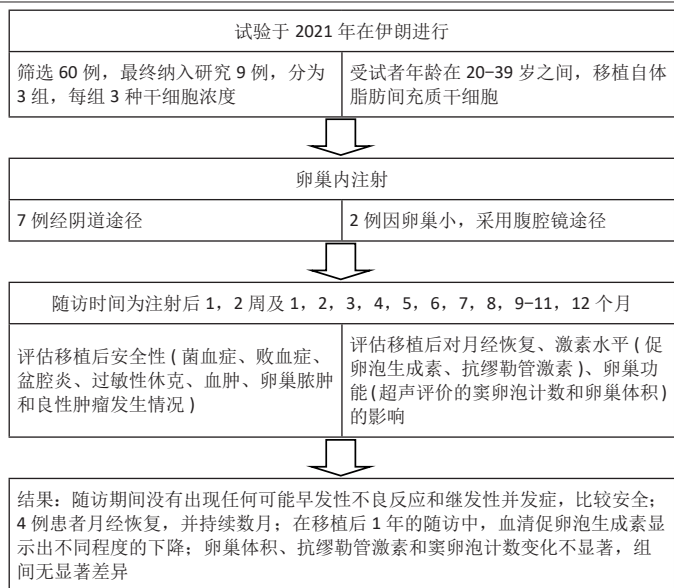 试验于 2021 年在伊朗进行
筛选 60 例，最终纳入研究 9 例，分为
3 组，每组 3 种干细胞浓度
受试者年龄在 20–39 岁之间，移植自体
脂肪间充质干细胞
卵巢内注射
7 例经阴道途径
2 例因卵巢小，采用腹腔镜途径
随访时间为注射后 1，2 周及 1，2，3，4，5，6，7，8，9–11，12 个月
评估移植后安全性 ( 菌血症、败血症、
盆腔炎、过敏性休克、血肿、卵巢脓肿
和良性肿瘤发生情况 )
评估移植后对月经恢复、激素水平 ( 促
卵泡生成素、抗缪勒管激素 )、卵巢功
能 ( 超声评价的窦卵泡计数和卵巢体积 )
的影响
结果：随访期间没有出现任何可能早发性不良反应和继发性并发症，比较安全；
4 例患者月经恢复，并持续数月；在移植后 1 年的随访中，血清促卵泡生成素显
示出不同程度的下降；卵巢体积、抗缪勒管激素和窦卵泡计数变化不显著，组
间无显著差异